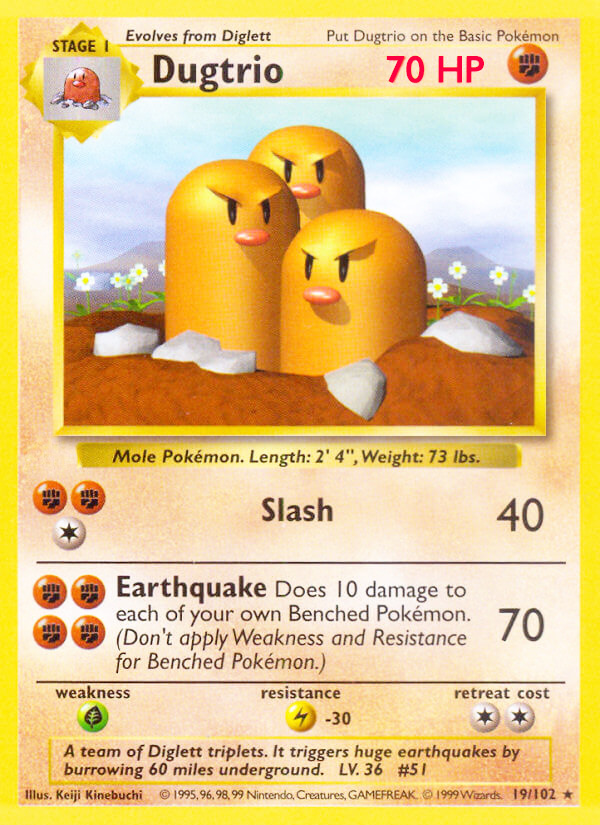 STAGE 1
Evolves from Diglett
Put Dugtrio on the Basic Pokémon
Dugtrio
70 HP
Mole Pokémon. Length: 2' 4", Weight: 73 lbs.
Slash
40
Earthquake Does 10 damage to
each of your own Benched Pokémon.
(Don't apply Weakness and Resistance
for Benched Pokémon.)
70
weakness
resistance
retreat cost
-30
A team of Diglett triplets. It triggers huge earthquakes by
burrowing 60 miles underground. LV. 36 #51
Illus. Keiji Kinebuchi © 1995, 96, 98, 99 Nintendo, Creatures, GAMEFREAK. © 1999 Wizards. 19/102 ★